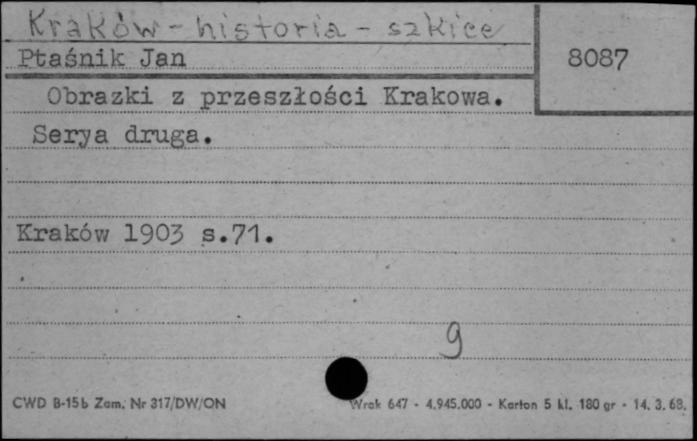 Kraków - historia - szkice
Ptaśnik Jan
8087
Obrazki z przeszłości Krakowa.
Serya druga.
Kraków 1903 s.71.
9
CWD B-15b Zam. Nr 317/DW/ON
Wrak 647 - 4.945.000 - Karton 5 kl. 180 gr - 14. 3. 68.